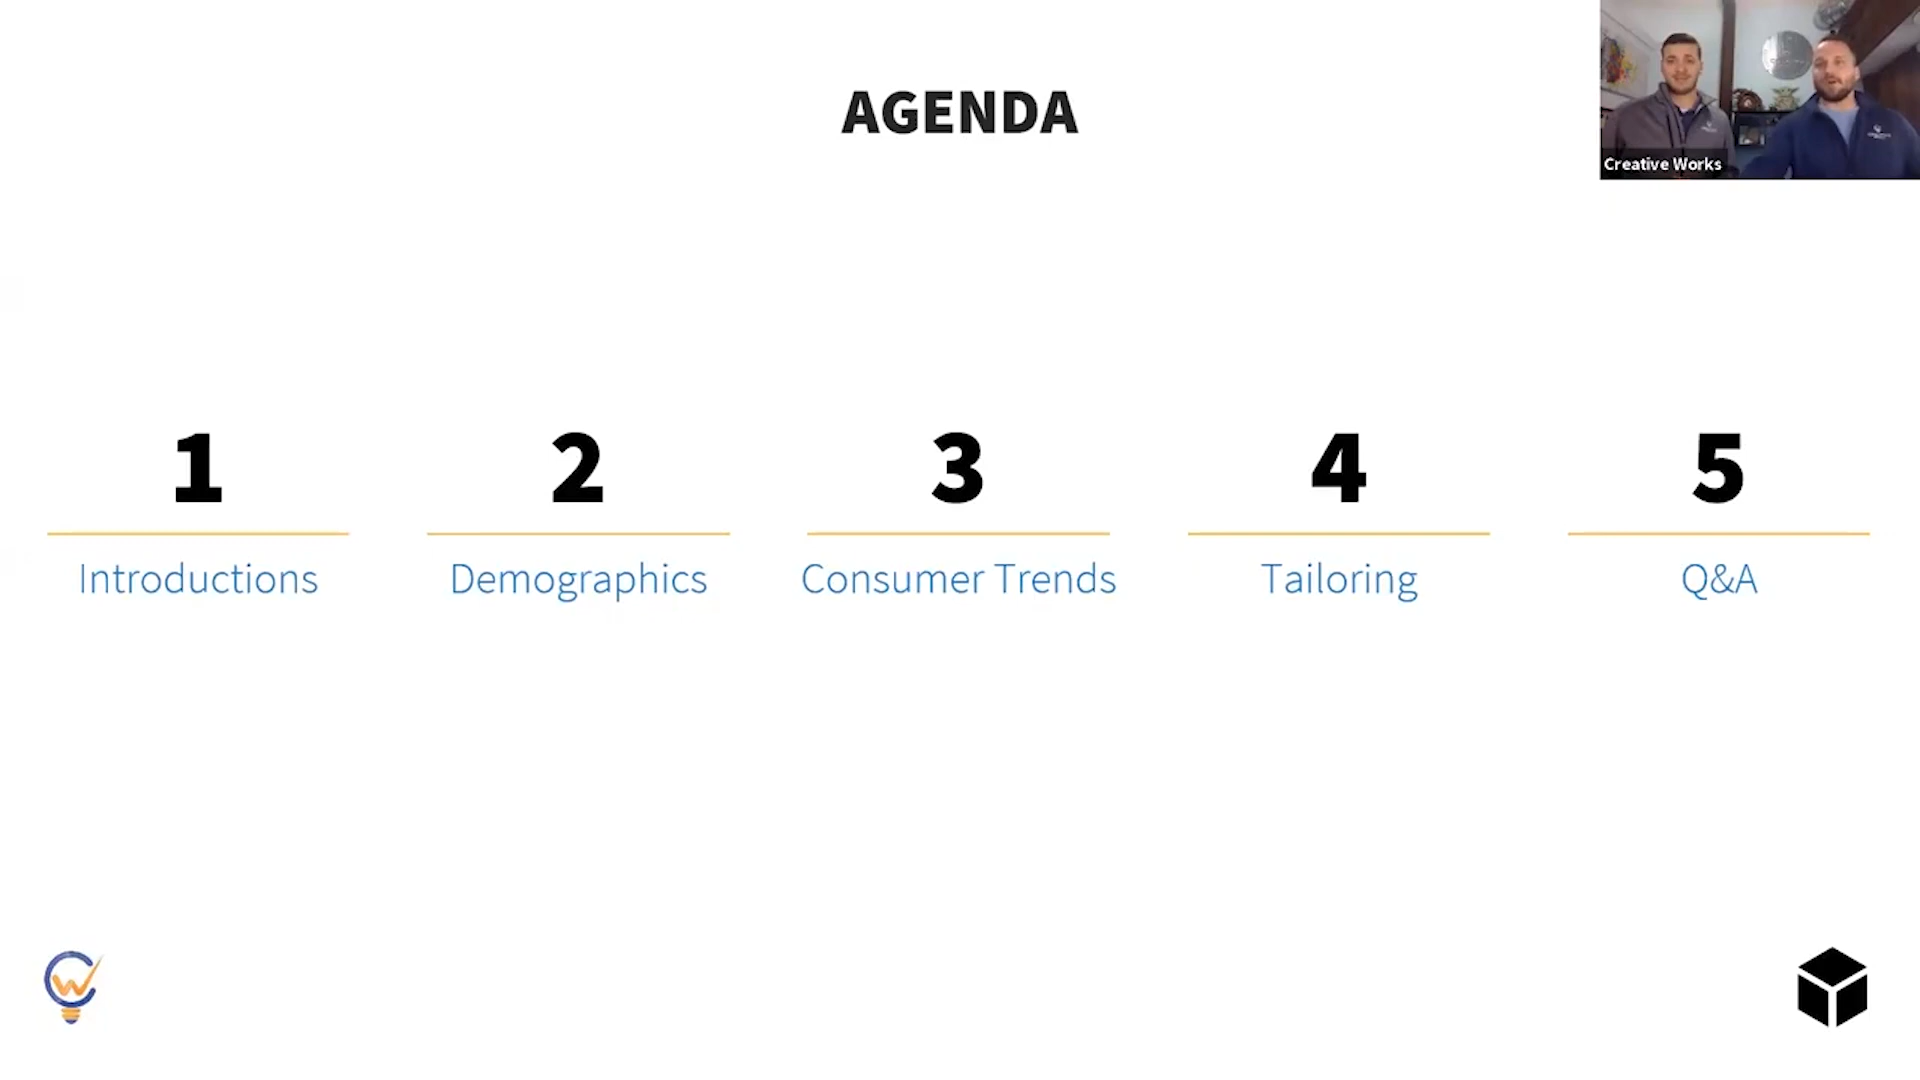 AGENDA
Creative Works
1
Introductions
2
Demographics
3
Consumer Trends
4
Tailoring
5
Q&A